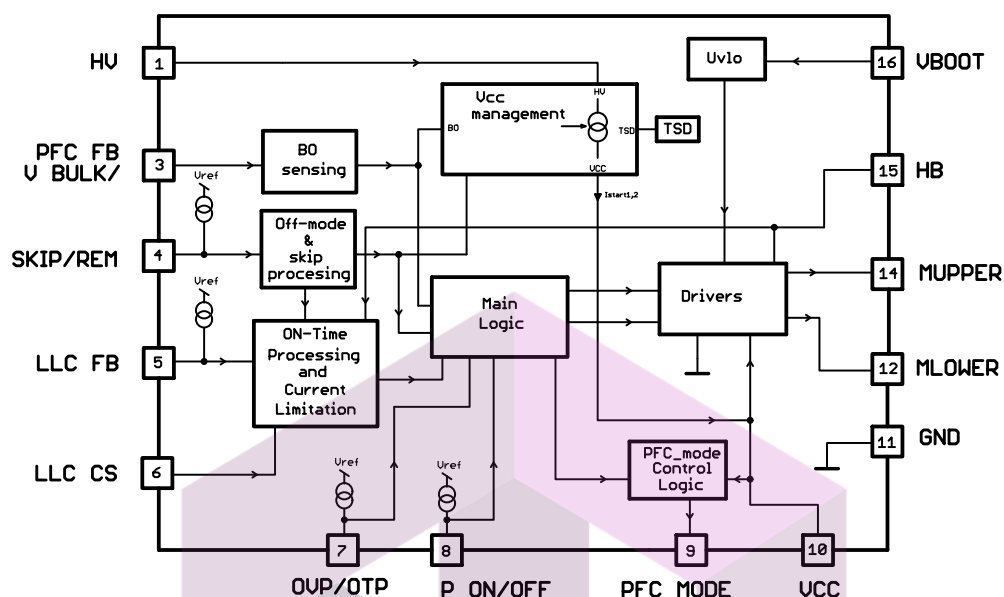 HV
1
Uvlo
16
VBOOT
Vcc
management
HV
BO
TSD
TSD
VCC
Istart1,2
PFC FB
V BULK/
3
BO
sensing
15
HB
Vref
SKIP/REM
4
Off-mode
&
skip
procesing
14
MUPPER
Vref
Main
Logic
Drivers
LLC FB
5
ON-Time
Processing
and
Current
Limitation
12
MLOWER
11
GND
LLC CS
6
Vref
Vref
PFC_mode
Control
Logic
7
8
9
10
OVP/OTP
P ON/OFF
PFC MODE
VCC